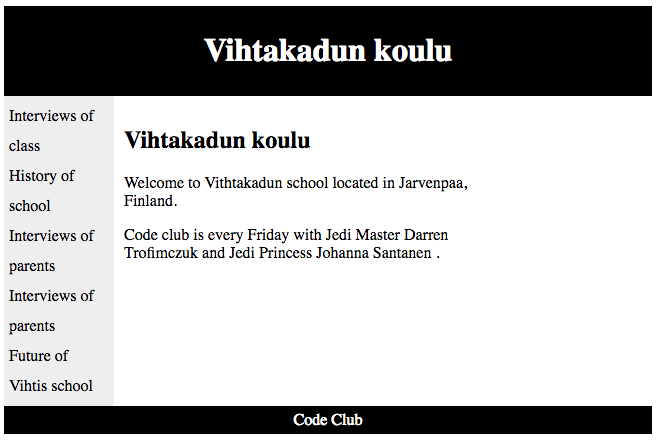 Vihtakadun koulu
Interviews of
class
History of
school
Interviews of
parents
Interviews of
parents
Future of
Vihtis school
Vihtakadun koulu
Welcome to Vithtakadun school located in Jarvenpaa,
Finland.
Code club is every Friday with Jedi Master Darren
Trofimczuk and Jedi Princess Johanna Santanen .
Code Club